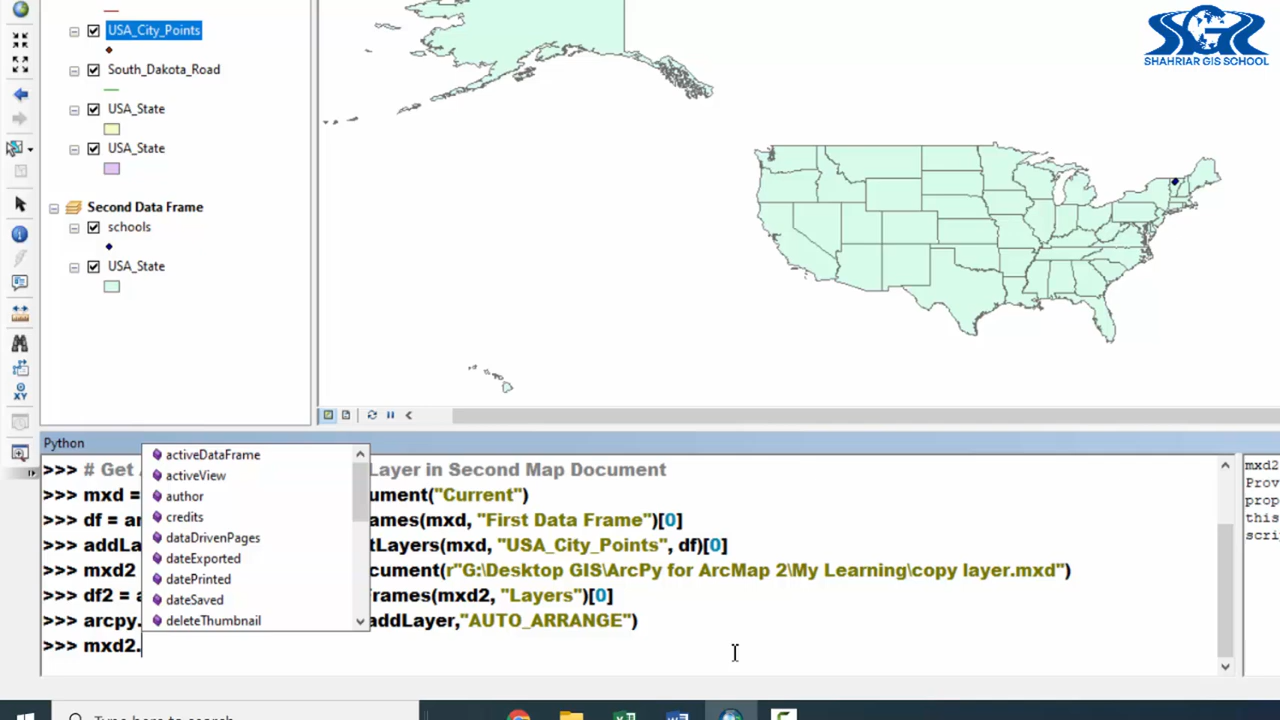 USA_City_Points
South_Dakota_Road
USA_State
USA_State
Second Data Frame
schools
USA_State
XY
SHAHRIAR GIS SCHOOL
Python
activeDataFrame
activeView
author
credits
dataDrivenPages
dateExported
datePrinted
dateSaved
deleteThumbnail
>>> # Get Layer in Second Map Document
>>> mxd = ument("Current")
>>> df = ames(mxd, "First Data Frame")[0]
>>> addLa tLayers(mxd, "USA_City_Points", df)[0]
>>> mxd2 cument(r"G:\Desktop GIS\ArcPy for ArcMap 2\My Learning\copy layer.mxd")
>>> df2 = a rames(mxd2, "Layers")[0]
>>> arcpy. addLayer,"AUTO_ARRANGE")
>>> mxd2.
mxd2
Prov
prop
this
scri